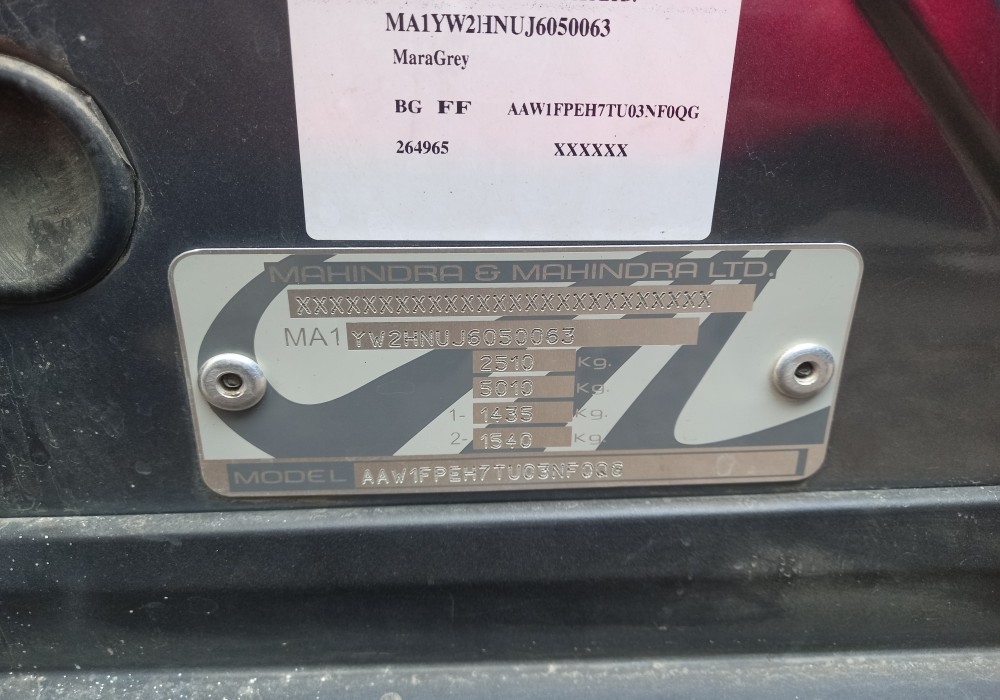 MA1YW2HNUJ6050063
MaraGrey
BG FF AAW1FPEH7TU03NF0QG
264965 XXXXXX
MAHINDRA & MAHINDRA LTD.
XXXXXXXXXXXXXXXXXXXXXXXXXX
MA1 YW2HNUJ6050063
2510 Kg.
5010 Kg.
1- 1435 Kg.
2- 1540 Kg.
MODEL AAW1FPEH7TU03NF0QG